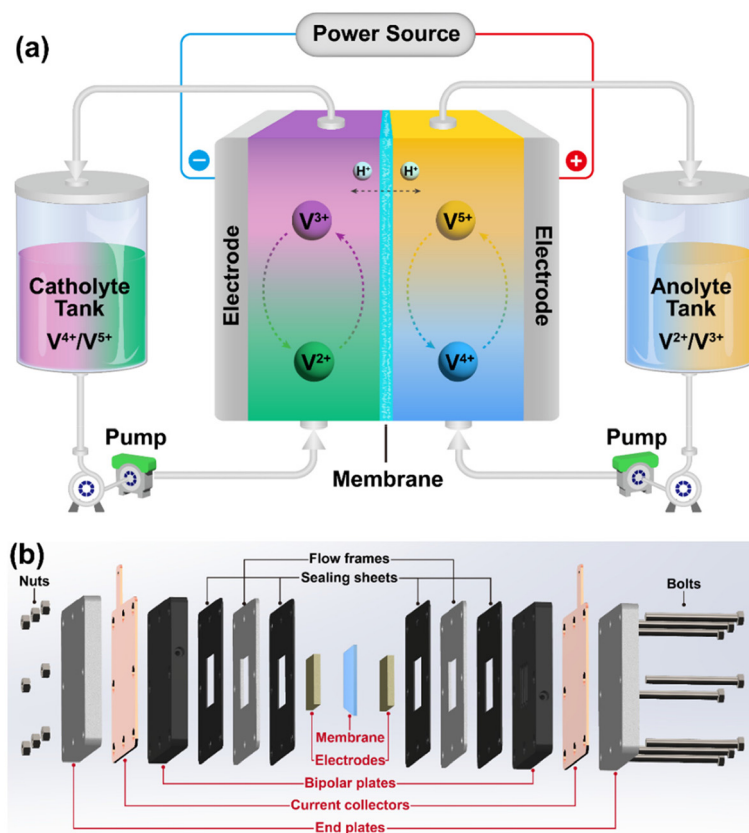 (a)
Power Source
−
+
H⁺ H⁺
V³⁺
V⁵⁺
Electrode
Electrode
Catholyte
Tank
V⁴⁺/V⁵⁺
Anolyte
Tank
V²⁺/V³⁺
V²⁺
V⁴⁺
Pump
Pump
Membrane
(b)
Flow frames
Sealing sheets
Nuts
Bolts
Membrane
Electrodes
Bipolar plates
Current collectors
End plates